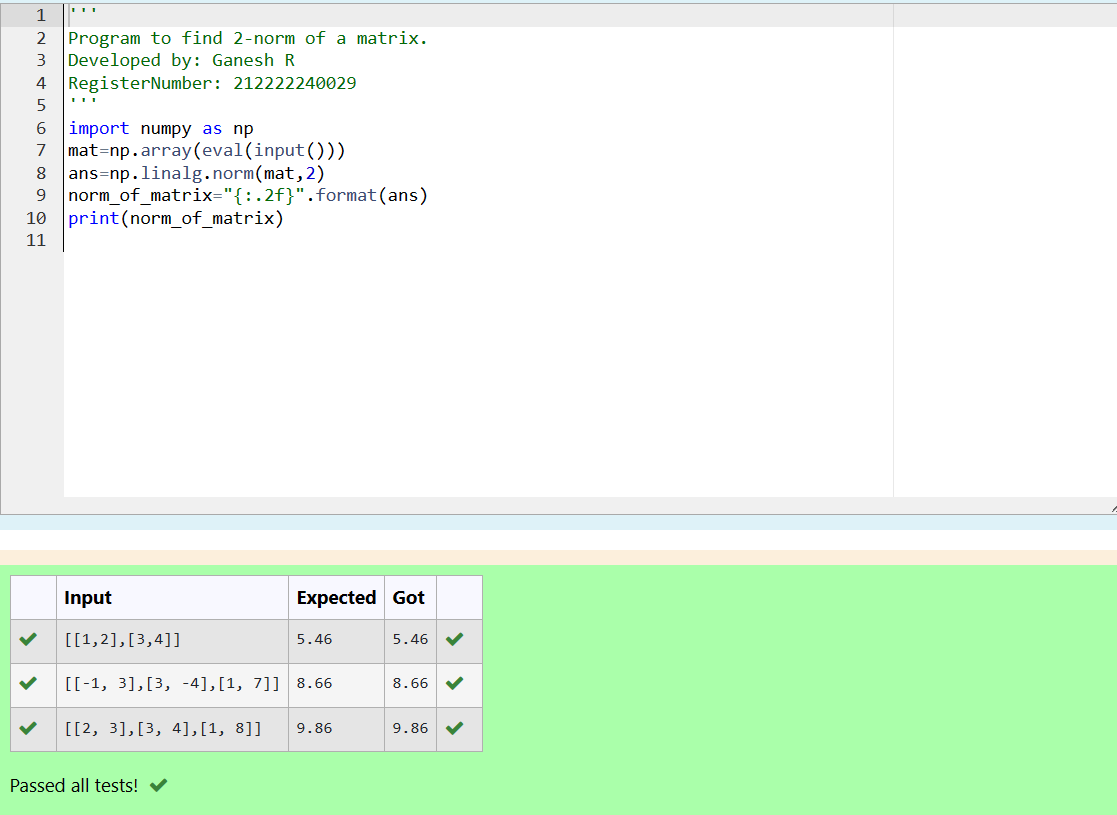 1 '''
2 Program to find 2-norm of a matrix.
3 Developed by: Ganesh R
4 RegisterNumber: 212222240029
5 '''
6 import numpy as np
7 mat=np.array(eval(input()))
8 ans=np.linalg.norm(mat,2)
9 norm_of_matrix="{:.2f}".format(ans)
10 print(norm_of_matrix)
11
Input Expected Got
[[1,2],[3,4]] 5.46 5.46
[[-1, 3],[3, -4],[1, 7]] 8.66 8.66
[[2, 3],[3, 4],[1, 8]] 9.86 9.86
Passed all tests!